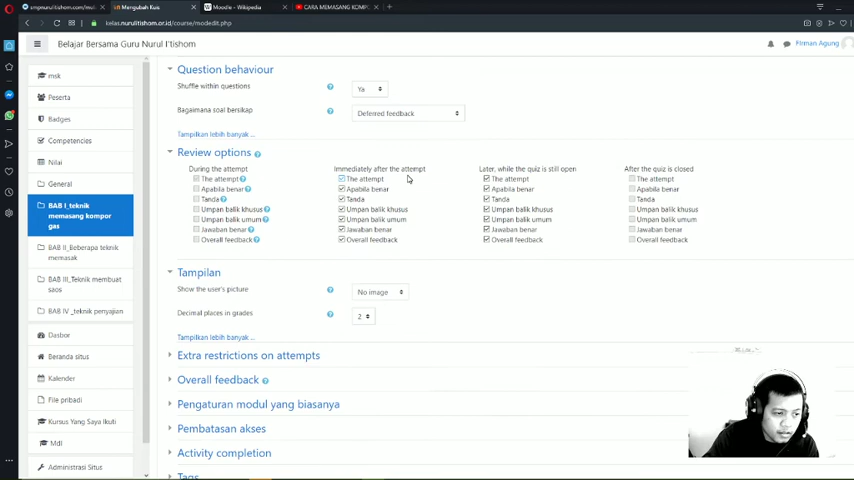 smpnurulitishom.com/mul
Mengubah Kuis
Moodle - Wikipedia
CARA MEMASANG KOMPO
kelas.nurulitishom.or.id/course/modedit.php
Belajar Bersama Guru Nurul I'tishom
Firman Agung
msk
Peserta
Badges
Competencies
Nilai
General
BAB I_teknik
memasang kompor
gas
BAB II_Beberapa teknik
memasak
BAB III_Teknik membuat
saos
BAB IV _teknik penyajian
Dasbor
Beranda situs
Kalender
File pribadi
Kursus Yang Saya Ikuti
Mdl
Administrasi Situs
Question behaviour
Shuffle within questions
Ya
Bagaimana soal bersikap
Deferred feedback
Tampilkan lebih banyak ...
Review options
During the attempt
The attempt
Apabila benar
Tanda
Umpan balik khusus
Umpan balik umum
Jawaban benar
Overall feedback
Immediately after the attempt
The attempt
Apabila benar
Tanda
Umpan balik khusus
Umpan balik umum
Jawaban benar
Overall feedback
Later, while the quiz is still open
The attempt
Apabila benar
Tanda
Umpan balik khusus
Umpan balik umum
Jawaban benar
Overall feedback
After the quiz is closed
The attempt
Apabila benar
Tanda
Umpan balik khusus
Umpan balik umum
Jawaban benar
Overall feedback
Tampilan
Show the user's picture
No image
Decimal places in grades
2
Tampilkan lebih banyak ...
Extra restrictions on attempts
Overall feedback
Pengaturan modul yang biasanya
Pembatasan akses
Activity completion
Tags